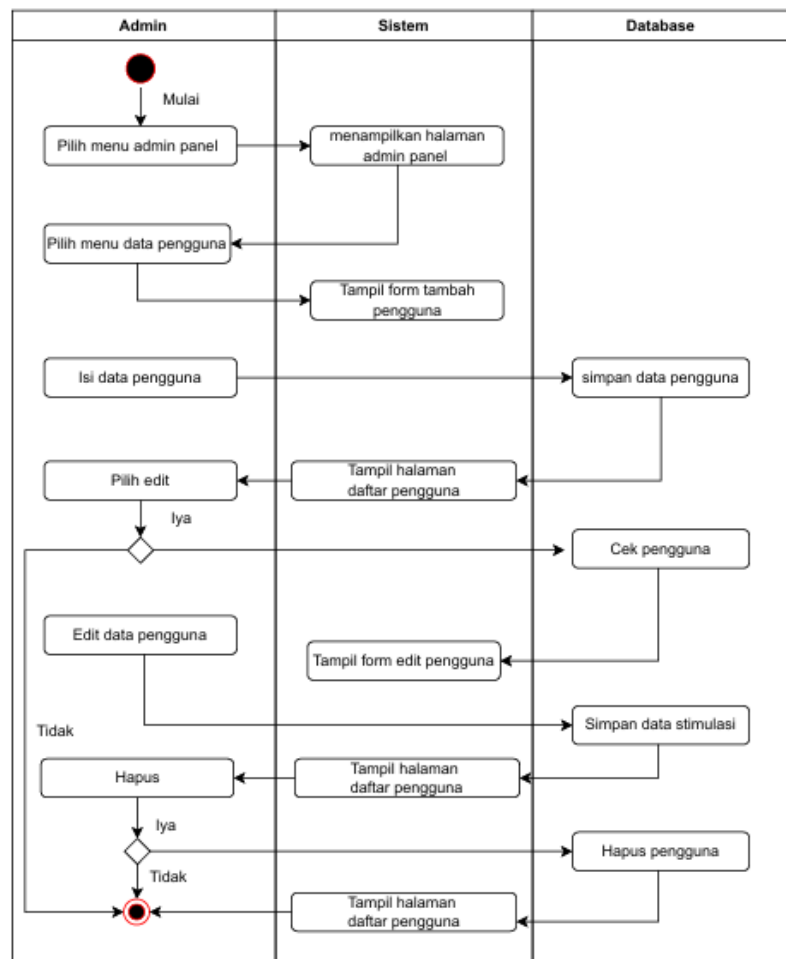 Admin
Sistem
Database
Mulai
Pilih menu admin panel
menampilkan halaman
admin panel
Pilih menu data pengguna
Tampil form tambah
pengguna
Isi data pengguna
simpan data pengguna
Pilih edit
Tampil halaman
daftar pengguna
Iya
Cek pengguna
Edit data pengguna
Tampil form edit pengguna
Simpan data stimulasi
Tidak
Hapus
Tampil halaman
daftar pengguna
Iya
Hapus pengguna
Tidak
Tampil halaman
daftar pengguna